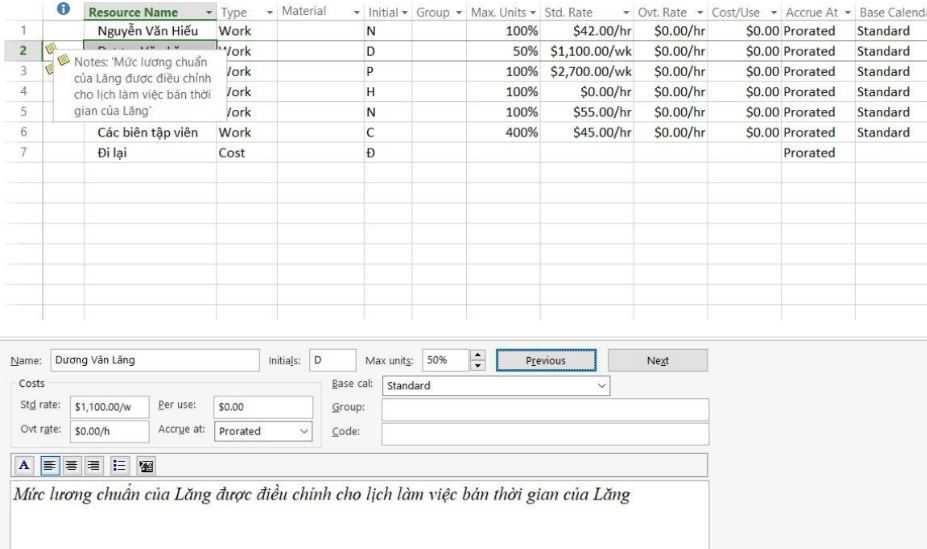 Resource Name Type Material Initial Group Max. Units Std. Rate Ovt. Rate Cost/Use Accrue At Base Calenda
1 Nguyễn Văn Hiếu Work N 100% $42.00/hr $0.00/hr $0.00 Prorated Standard
2 Work D 50% $1,100.00/wk $0.00/hr $0.00 Prorated Standard
3 Work P 100% $2,700.00/wk $0.00/hr $0.00 Prorated Standard
4 Work H 100% $0.00/hr $0.00/hr $0.00 Prorated Standard
5 Work N 100% $55.00/hr $0.00/hr $0.00 Prorated Standard
Notes: 'Mức lương chuẩn
của Lăng được điều chỉnh
cho lịch làm việc bán thời
gian của Lăng'
6 Các biên tập viên Work C 400% $45.00/hr $0.00/hr $0.00 Prorated Standard
7 Đi lại Cost Đ Prorated
Name: Dương Văn Lăng Initials: D Max units: 50% Previous Next
Costs Base cal: Standard
Std rate: $1,100.00/w Per use: $0.00 Group:
Ovt rate: $0.00/h Accrue at: Prorated Code:
Mức lương chuẩn của Lăng được điều chỉnh cho lịch làm việc bán thời gian của Lăng